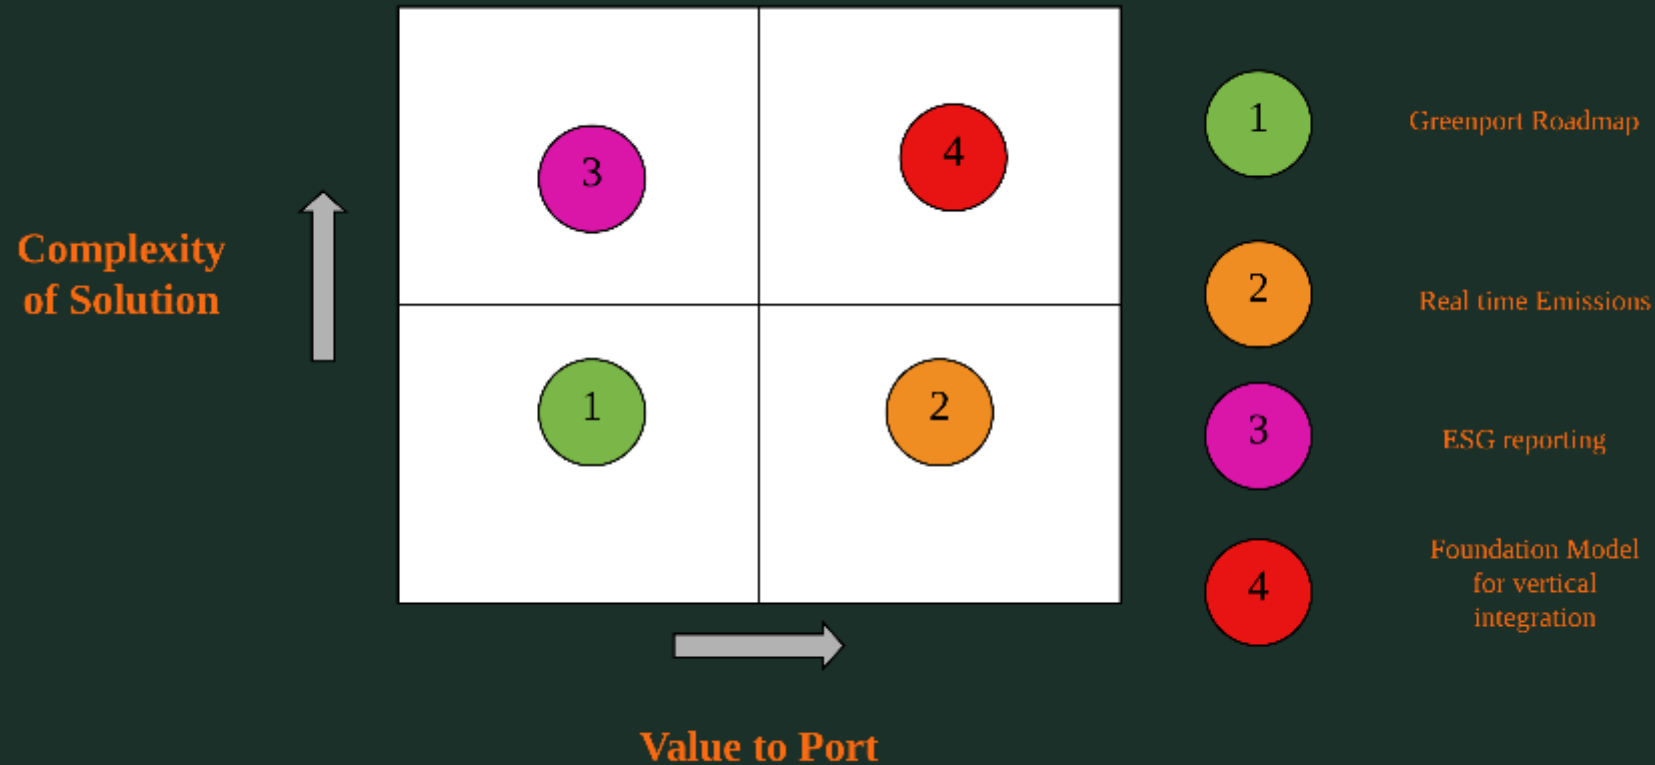 3
4
1
2
Complexity
of Solution
Value to Port
1
Greenport Roadmap
2
Real time Emissions
3
ESG reporting
4
Foundation Model
for vertical
integration